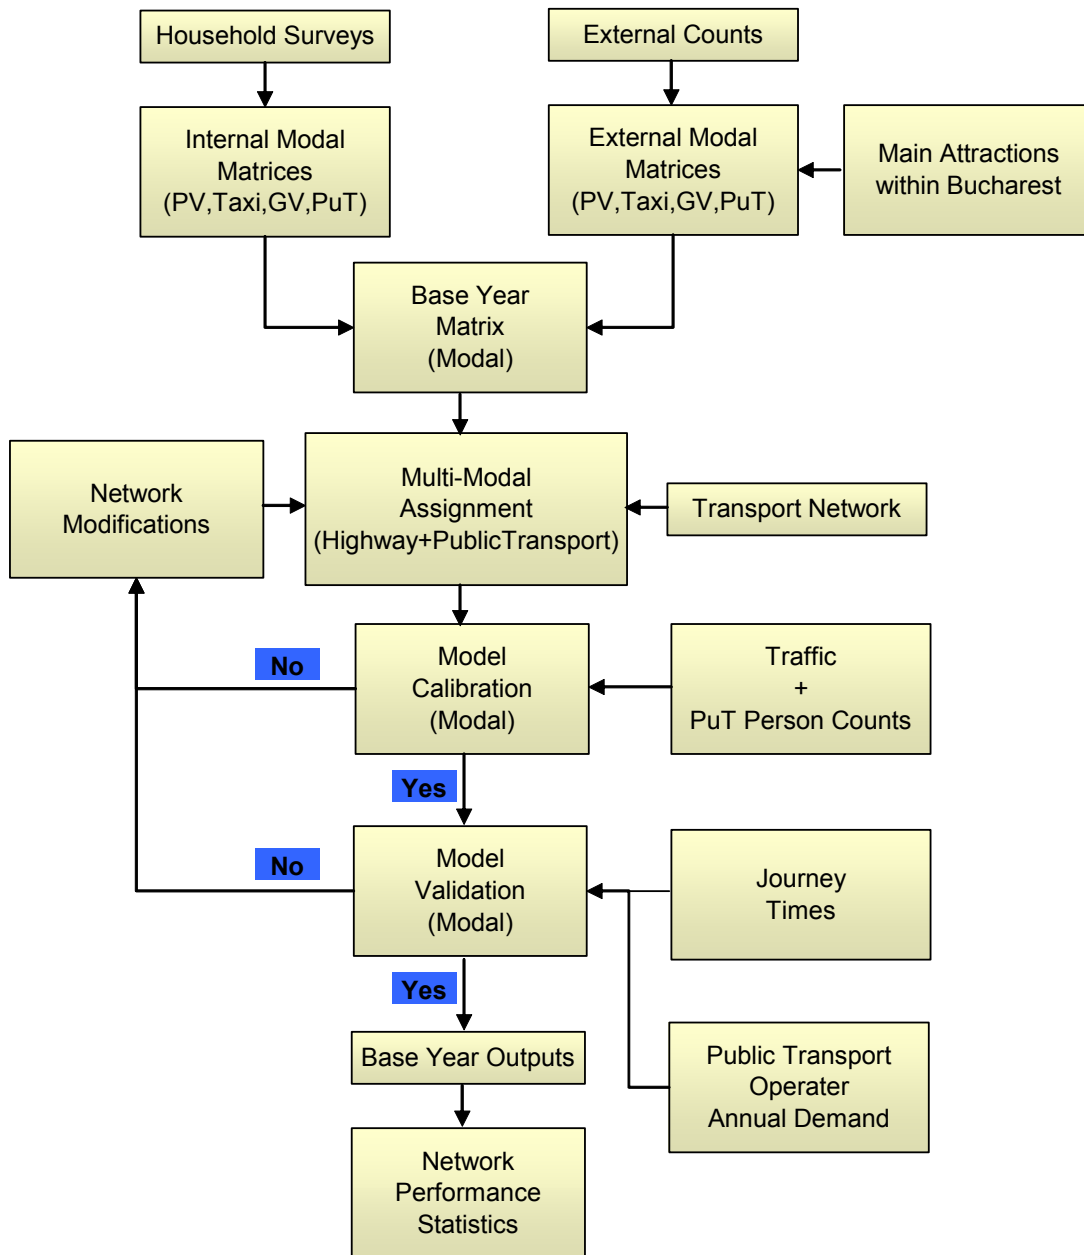 Household Surveys
External Counts
Internal Modal
Matrices
(PV,Taxi,GV,PuT)
External Modal
Matrices
(PV,Taxi,GV,PuT)
Main Attractions
within Bucharest
Base Year
Matrix
(Modal)
Network
Modifications
Multi-Modal
Assignment
(Highway+PublicTransport)
Transport Network
No
Model
Calibration
(Modal)
Traffic
+
PuT Person Counts
Yes
No
Model
Validation
(Modal)
Journey
Times
Yes
Base Year Outputs
Public Transport
Operater
Annual Demand
Network
Performance
Statistics